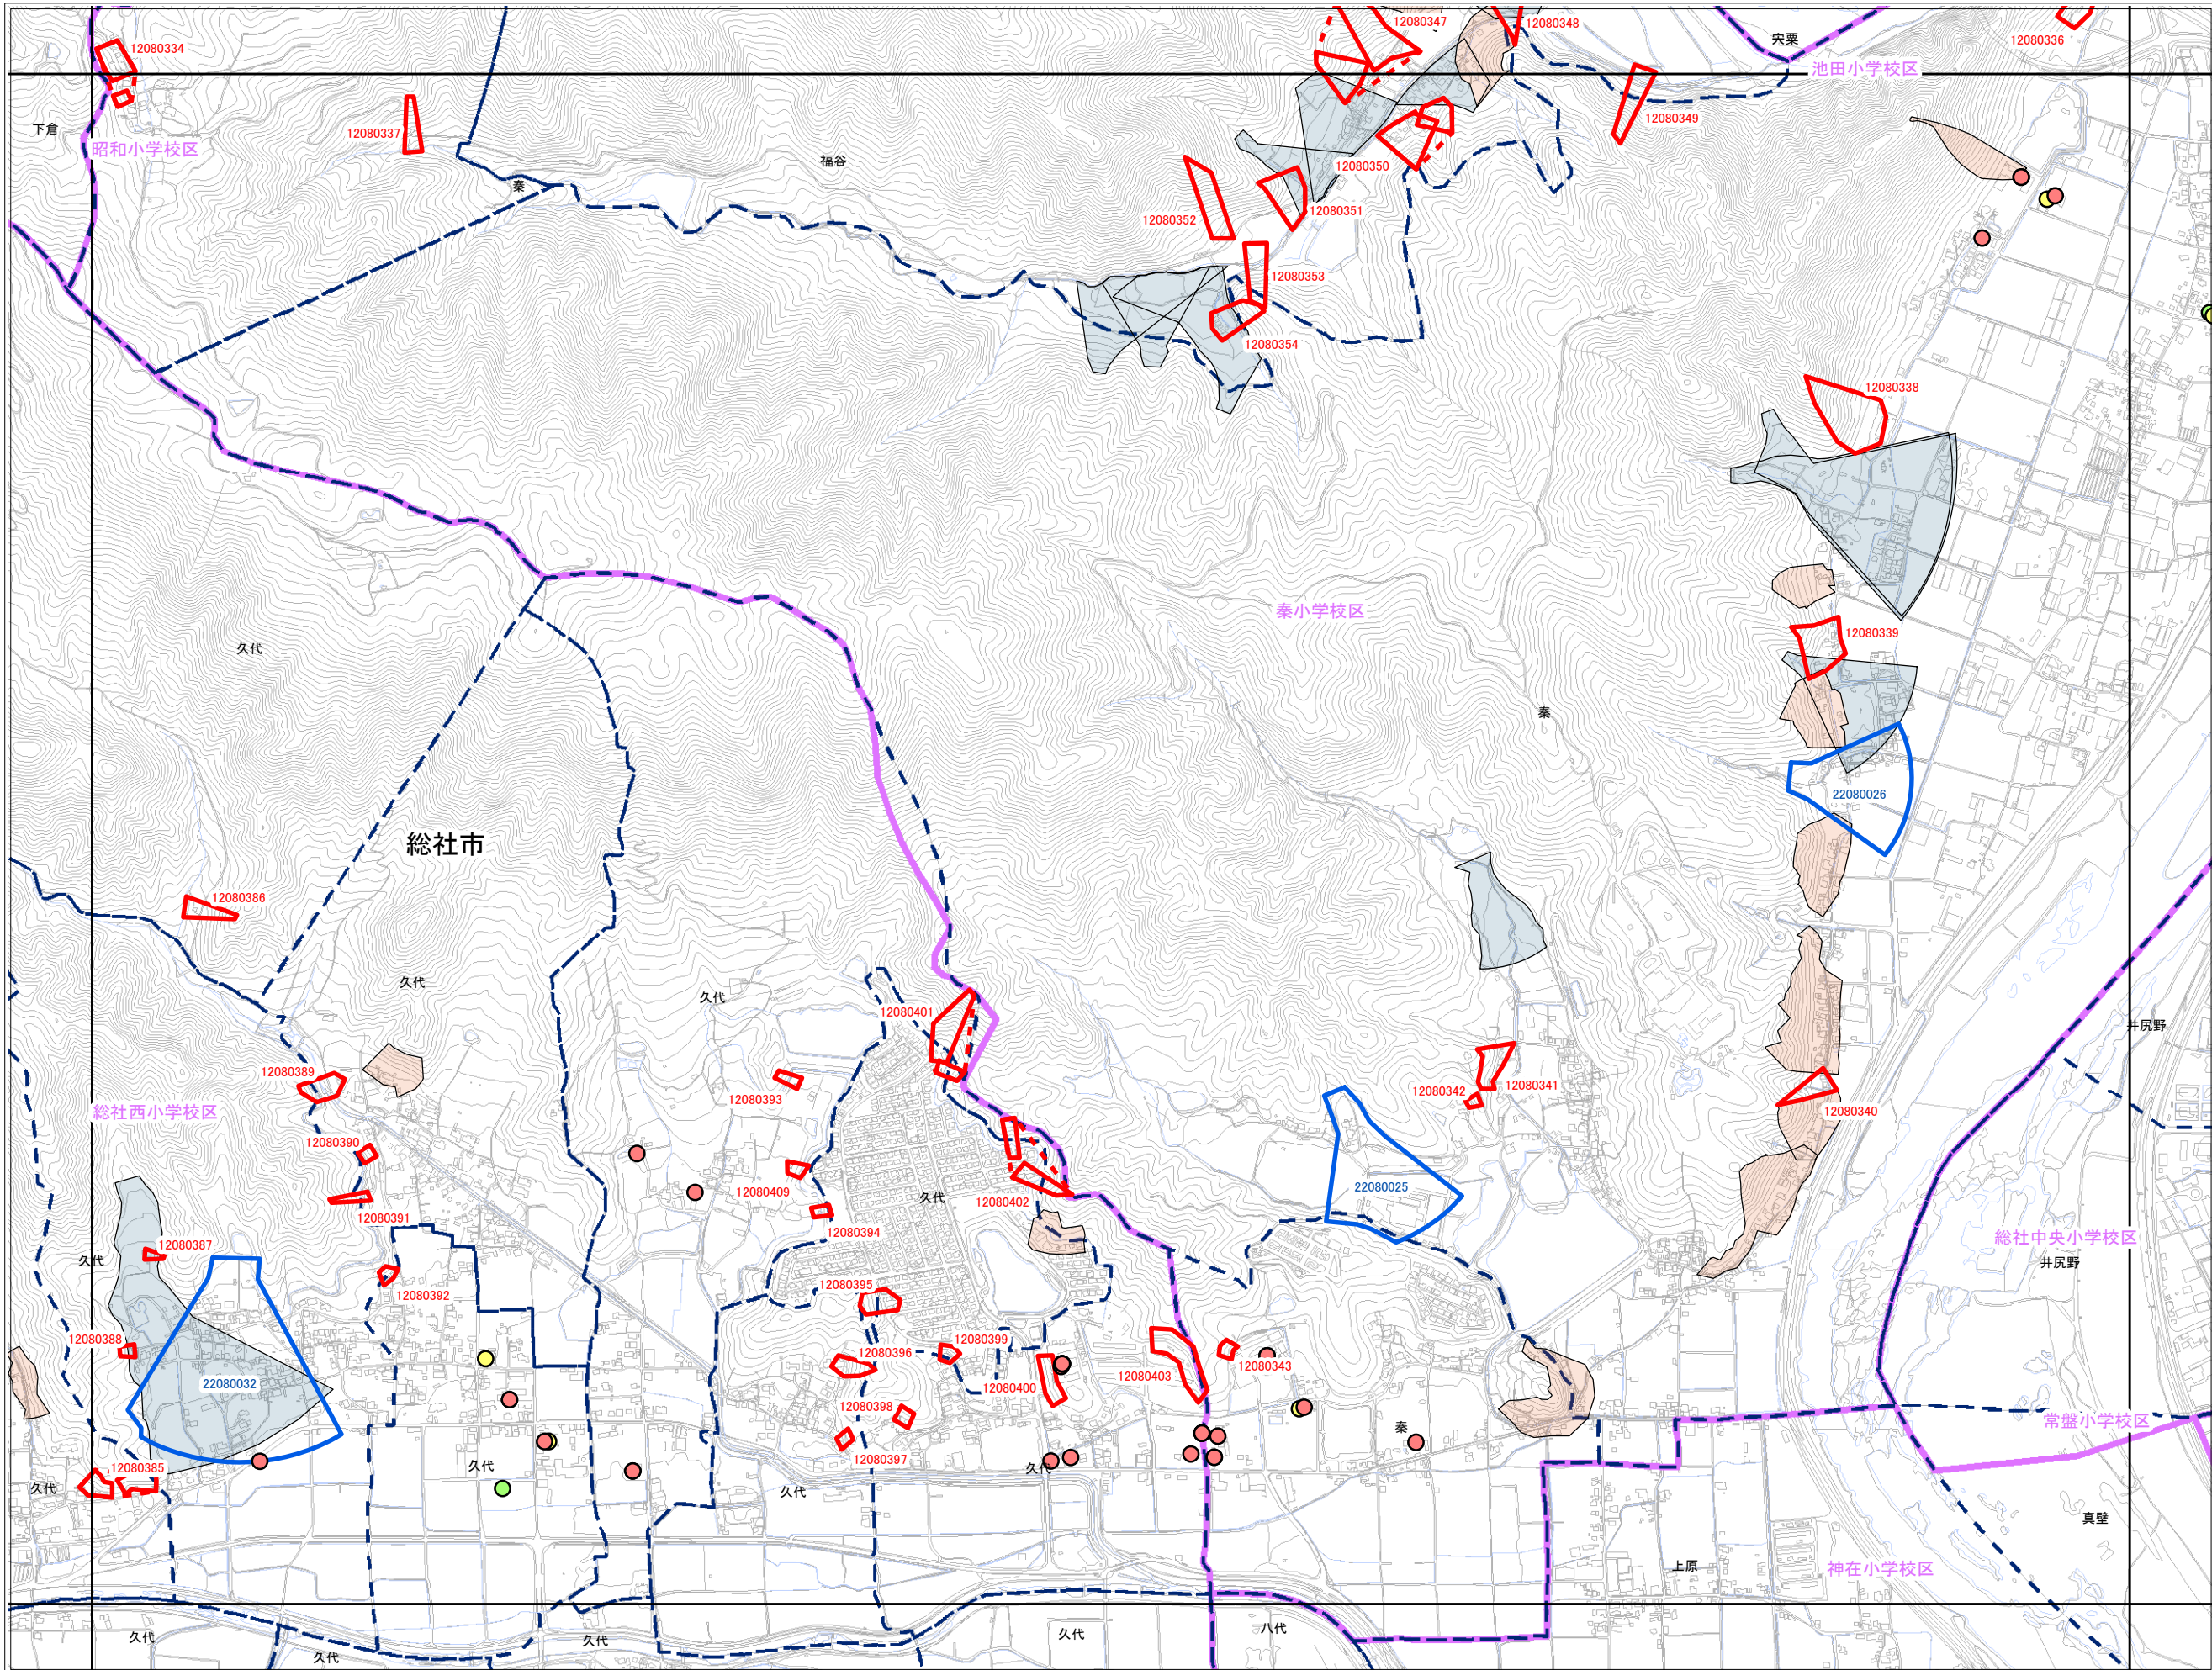 12080347
12080348
宍粟
12080336
12080334
池田小学校区
12080349
下倉
12080337
昭和小学校区
福谷
12080350
秦
12080351
12080352
12080353
12080354
12080338
秦小学校区
12080339
久代
秦
22080026
総社市
12080386
久代
久代
12080401
井尻野
12080389
12080393
12080342
12080341
12080340
総社西小学校区
12080390
12080409
久代
12080402
22080025
12080391
12080394
総社中央小学校区
12080387
久代
井尻野
12080395
12080392
12080388
12080399
12080396
12080343
12080403
22080032
12080400
12080398
常盤小学校区
秦
12080397
12080385
久代
久代
久代
久代
真壁
上原
神在小学校区
久代
久代
久代
八代
久代